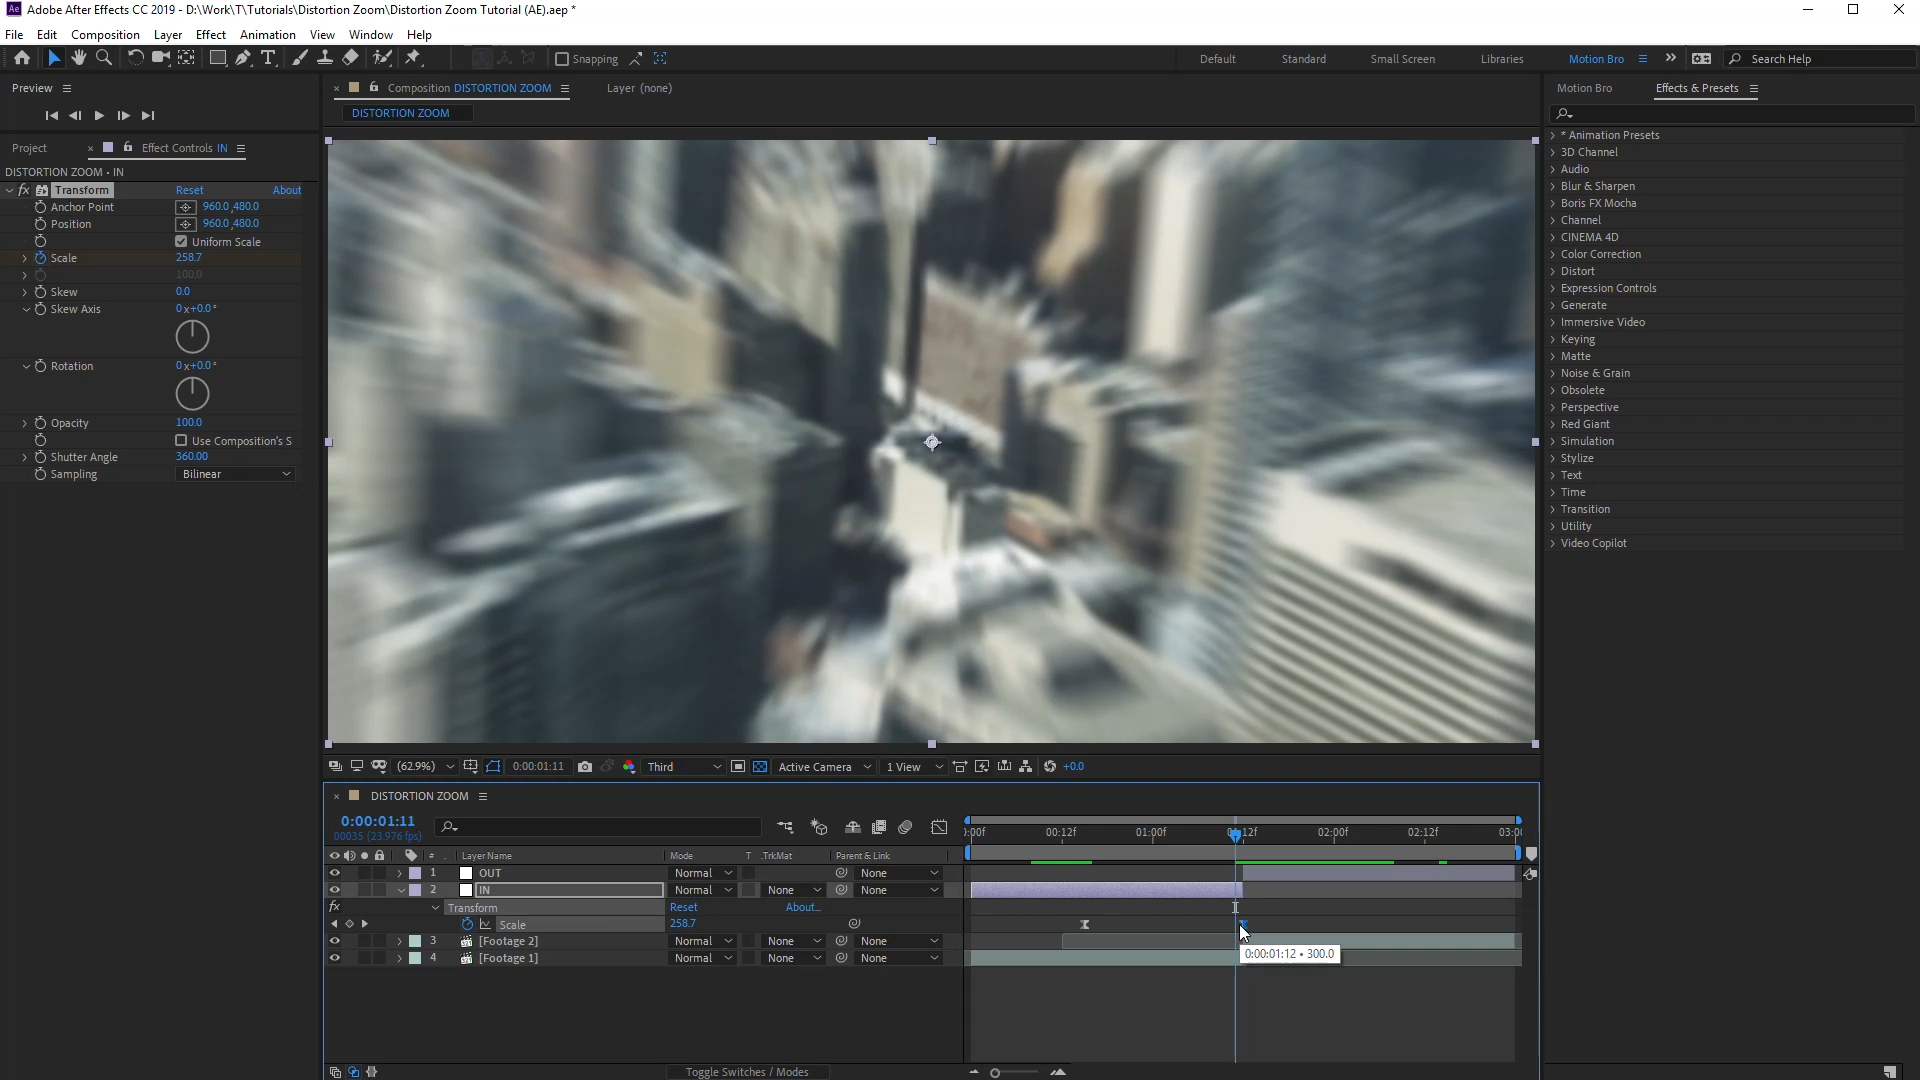 Adobe After Effects CC 2019 - D:\Work\T\Tutorials\Distortion Zoom\Distortion Zoom Tutorial (AE).aep *
File Edit Composition Layer Effect Animation View Window Help
Snapping
Default Standard Small Screen Libraries Motion Bro Search Help
Preview
Composition DISTORTION ZOOM Layer (none)
DISTORTION ZOOM
Project Effect Controls IN
DISTORTION ZOOM • IN
fx Transform Reset About
Anchor Point 960.0,480.0
Position 960.0,480.0
Uniform Scale
Scale 258.7
100.0
Skew 0.0
Skew Axis 0x+0.0°
Rotation 0x+0.0°
Opacity 100.0
Use Composition's S
Shutter Angle 360.00
Sampling Bilinear
Motion Bro Effects & Presets
* Animation Presets
3D Channel
Audio
Blur & Sharpen
Boris FX Mocha
Channel
CINEMA 4D
Color Correction
Distort
Expression Controls
Generate
Immersive Video
Keying
Matte
Noise & Grain
Obsolete
Perspective
Red Giant
Simulation
Stylize
Text
Time
Transition
Utility
Video Copilot
(62.9%) 0:00:01:11 Third Active Camera 1 View +0.0
DISTORTION ZOOM
0:00:01:11
00035 (23.976 fps)
):00f 00:12f 01:00f 12f 02:00f 02:12f 03:0
# Layer Name Mode T .TrkMat Parent & Link
1 OUT Normal None
2 IN Normal None None
fx Transform Reset About...
Scale 258.7
3 [Footage 2] Normal None None
4 [Footage 1] Normal None None
0:00:01:12 • 300.0
Toggle Switches / Modes